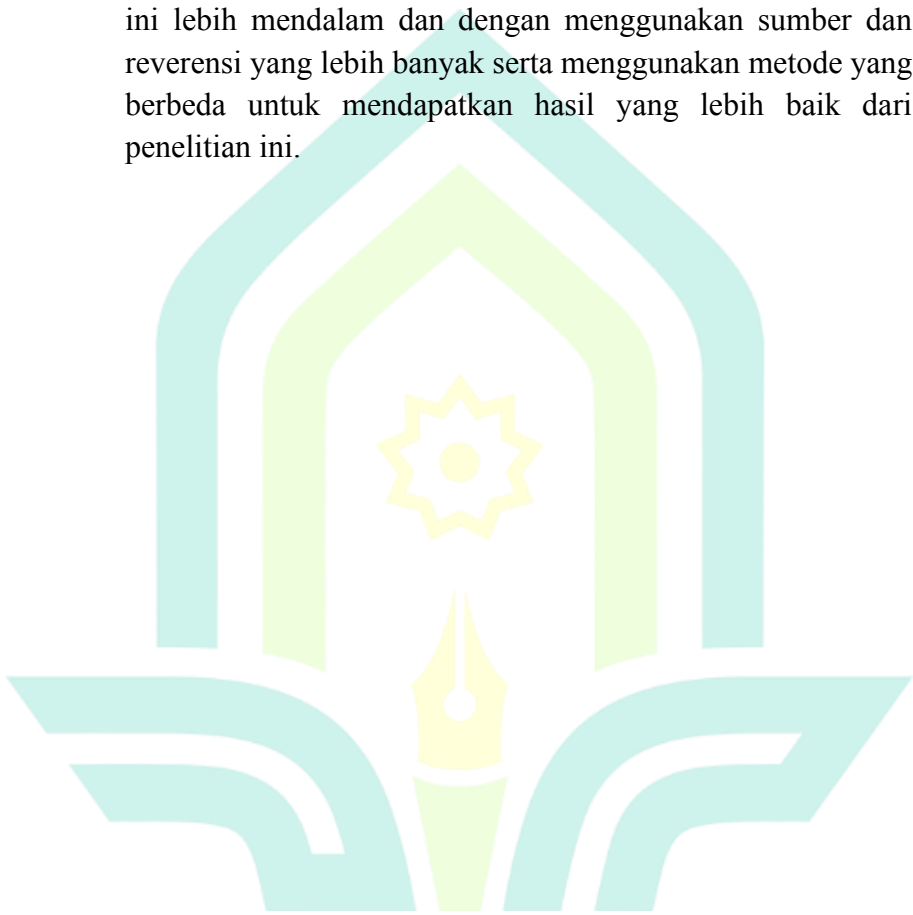 ini lebih mendalam dan dengan menggunakan sumber dan
reverensi yang lebih banyak serta menggunakan metode yang
berbeda untuk mendapatkan hasil yang lebih baik dari
penelitian ini.